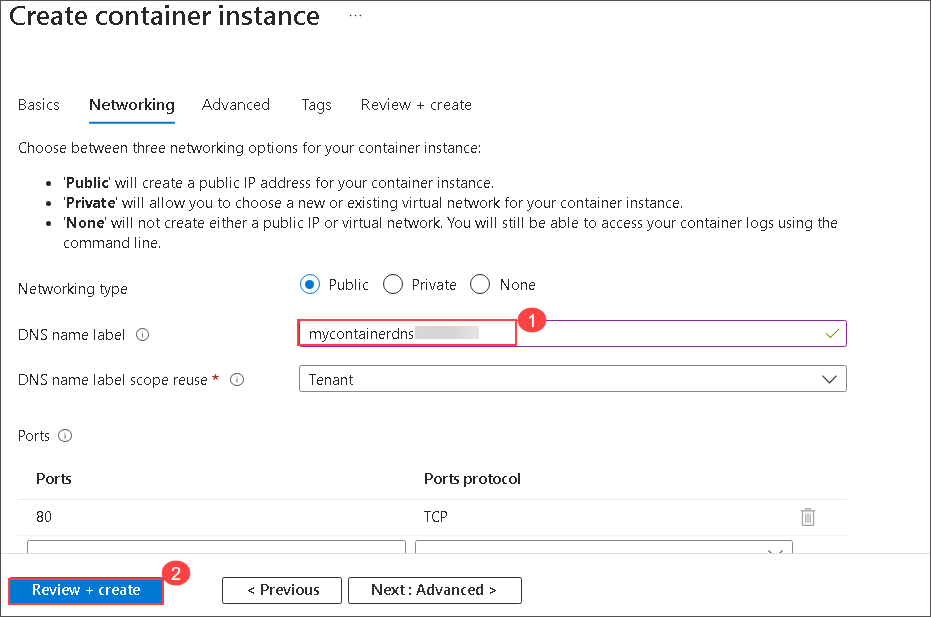 Create container instance ...
Basics Networking Advanced Tags Review + create
Choose between three networking options for your container instance:
• 'Public' will create a public IP address for your container instance.
• 'Private' will allow you to choose a new or existing virtual network for your container instance.
• 'None' will not create either a public IP or virtual network. You will still be able to access your container logs using the
command line.
Networking type Public Private None
DNS name label mycontainerdns 1
DNS name label scope reuse * Tenant
Ports
Ports Ports protocol
80 TCP
Review + create 2 < Previous Next : Advanced >